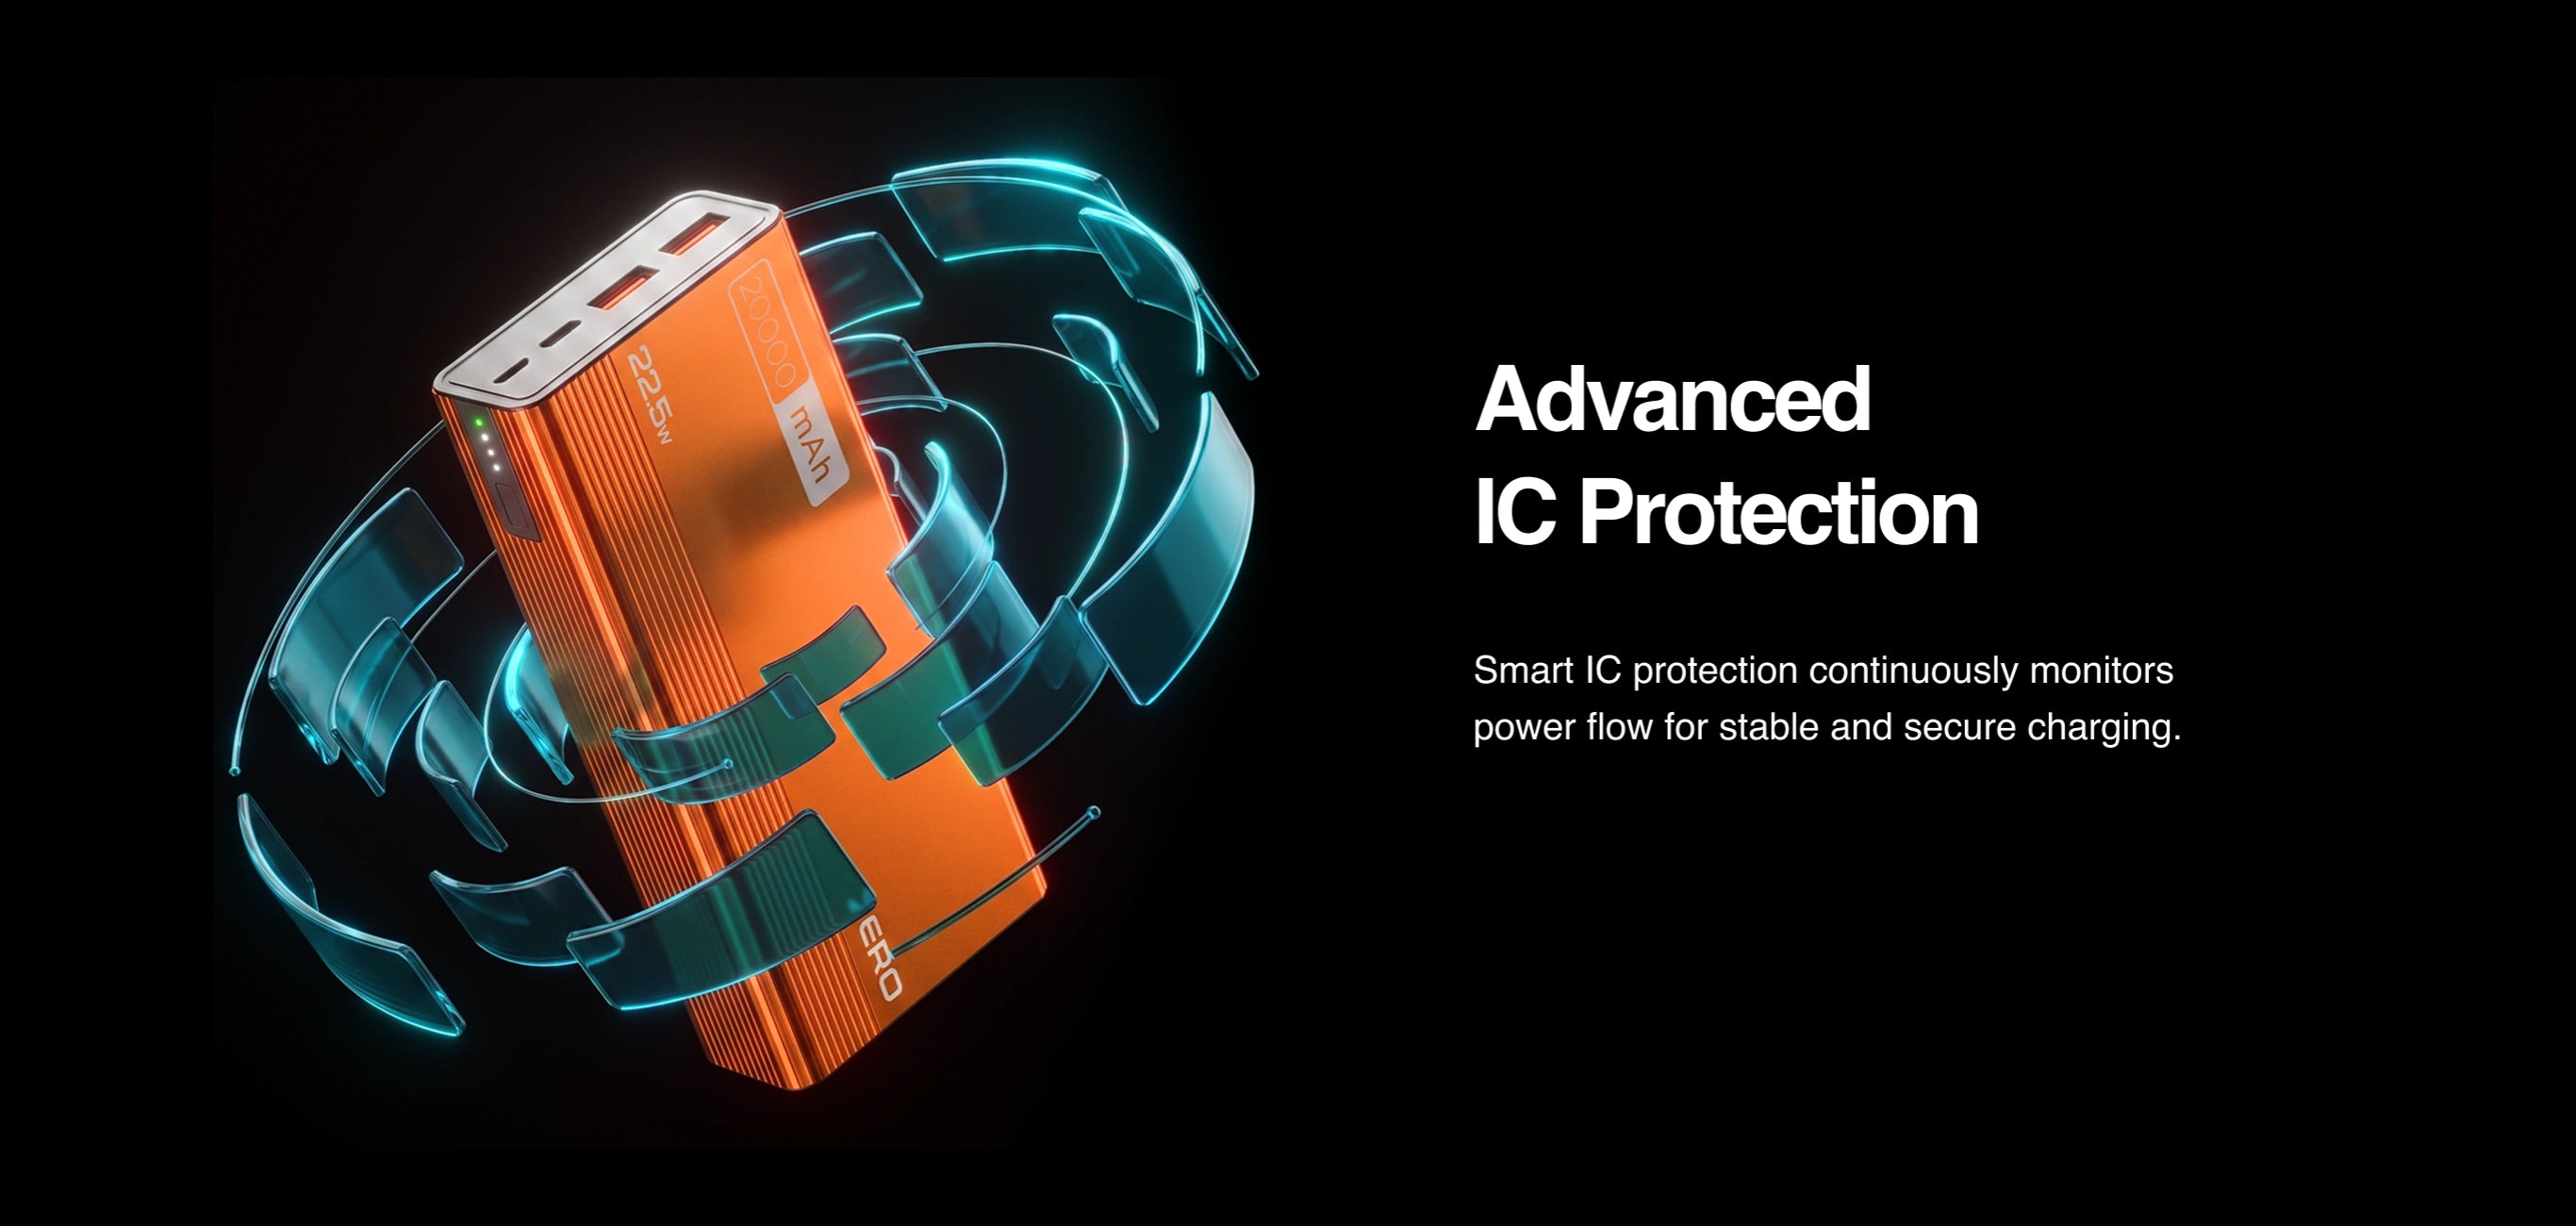 20000
mAh
22.5W
ERO
Advanced
IC Protection
Smart IC protection continuously monitors
power flow for stable and secure charging.